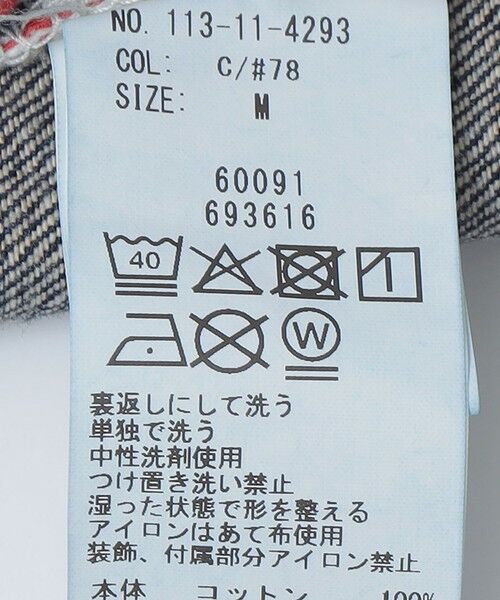 NO. 113-11-4293
COL: C/#78
SIZE: M
60091
693616
40
W
裏返しにして洗う
単独で洗う
中性洗剤使用
つけ置き洗い禁止
湿った状態で形を整える
アイロンはあて布使用
装飾、付属部分アイロン禁止
本体 コットン 100%